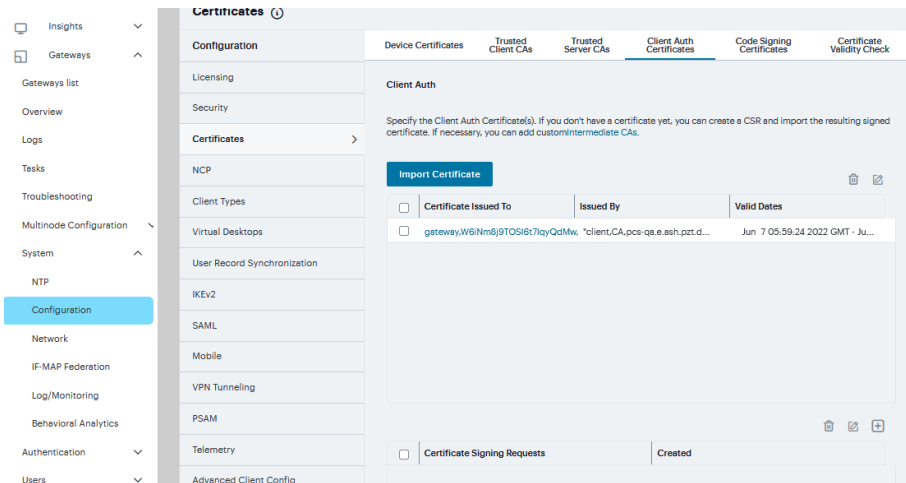 Insights
Gateways
Gateways list
Overview
Logs
Tasks
Troubleshooting
Multinode Configuration
System
NTP
Configuration
Network
IF-MAP Federation
Log/Monitoring
Behavioral Analytics
Authentication
Users
Certificates
Configuration
Licensing
Security
Certificates
NCP
Client Types
Virtual Desktops
User Record Synchronization
IKEv2
SAML
Mobile
VPN Tunneling
PSAM
Telemetry
Advanced Client Config
Device Certificates
Trusted
Client CAs
Trusted
Server CAs
Client Auth
Certificates
Code Signing
Certificates
Certificate
Validity Check
Client Auth
Specify the Client Auth Certificate(s). If you don't have a certificate yet, you can create a CSR and import the resulting signed
certificate. If necessary, you can add customIntermediate CAs.
Import Certificate
Certificate Issued To Issued By Valid Dates
gateway,W6iNm8j9TOSI6t7IqyQdMw, "client,CA,pcs-qa.e.ash.pzt.d... Jun 7 05:59:24 2022 GMT - Ju...
Certificate Signing Requests Created